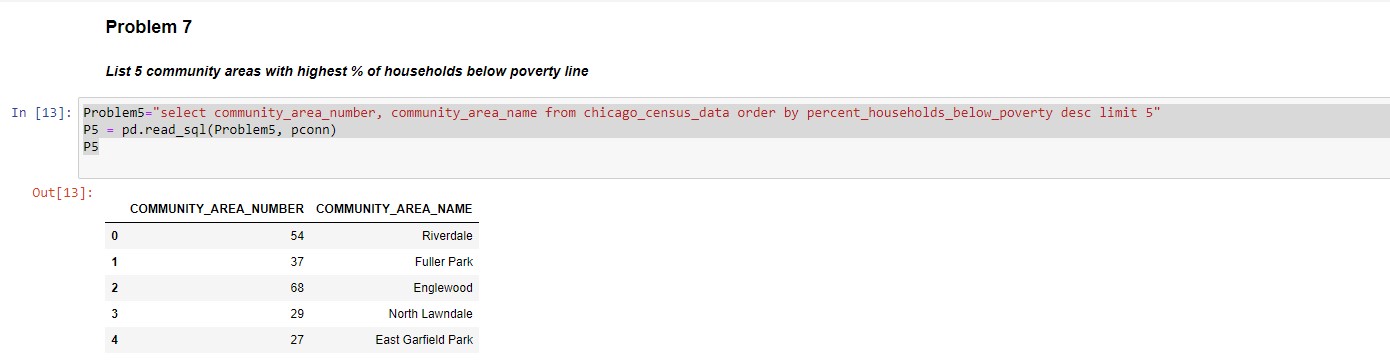 Problem 7
List 5 community areas with highest % of households below poverty line
In [13]: Problem5="select community_area_number, community_area_name from chicago_census_data order by percent_households_below_poverty desc limit 5"
P5 = pd.read_sql(Problem5, pconn)
P5
Out[13]:
COMMUNITY_AREA_NUMBER COMMUNITY_AREA_NAME
0 54 Riverdale
1 37 Fuller Park
2 68 Englewood
3 29 North Lawndale
4 27 East Garfield Park